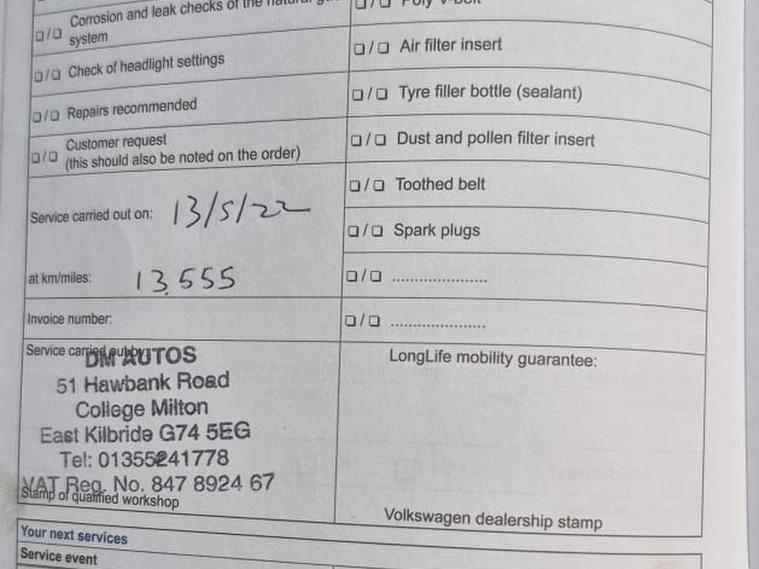 Corrosion and leak checks of the natural
☐/☐ system
☐/☐ Check of headlight settings
☐/☐ Repairs recommended
☐/☐ Customer request
(this should also be noted on the order)
Service carried out on: 13/5/22
at km/miles: 13,555
Invoice number:
Service carried out by:
DM AUTOS
51 Hawbank Road
College Milton
East Kilbride G74 5EG
Tel: 01355241778
VAT Reg. No. 847 8924 67
Stamp of qualified workshop
☐/☐ Poly V-belt
☐/☐ Air filter insert
☐/☐ Tyre filler bottle (sealant)
☐/☐ Dust and pollen filter insert
☐/☐ Toothed belt
☐/☐ Spark plugs
☐/☐ ......................
☐/☐ ......................
LongLife mobility guarantee:
Volkswagen dealership stamp
Your next services
Service event